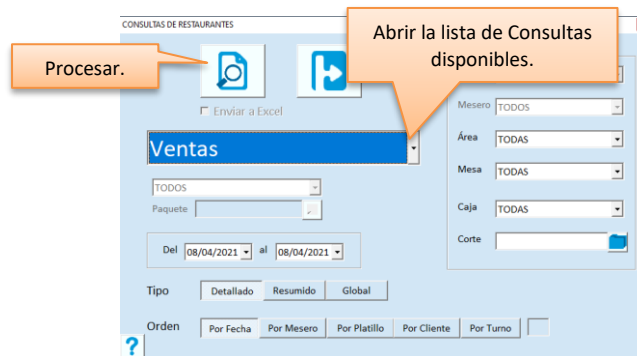 CONSULTAS DE RESTAURANTES
Abrir la lista de Consultas
disponibles.
Procesar.
Enviar a Excel
Mesero TODOS
Ventas
Área TODAS
Mesa TODAS
TODOS
Paquete
Caja TODAS
Corte
Del 08/04/2021 al 08/04/2021
Tipo Detallado Resumido Global
Orden Por Fecha Por Mesero Por Platillo Por Cliente Por Turno
?